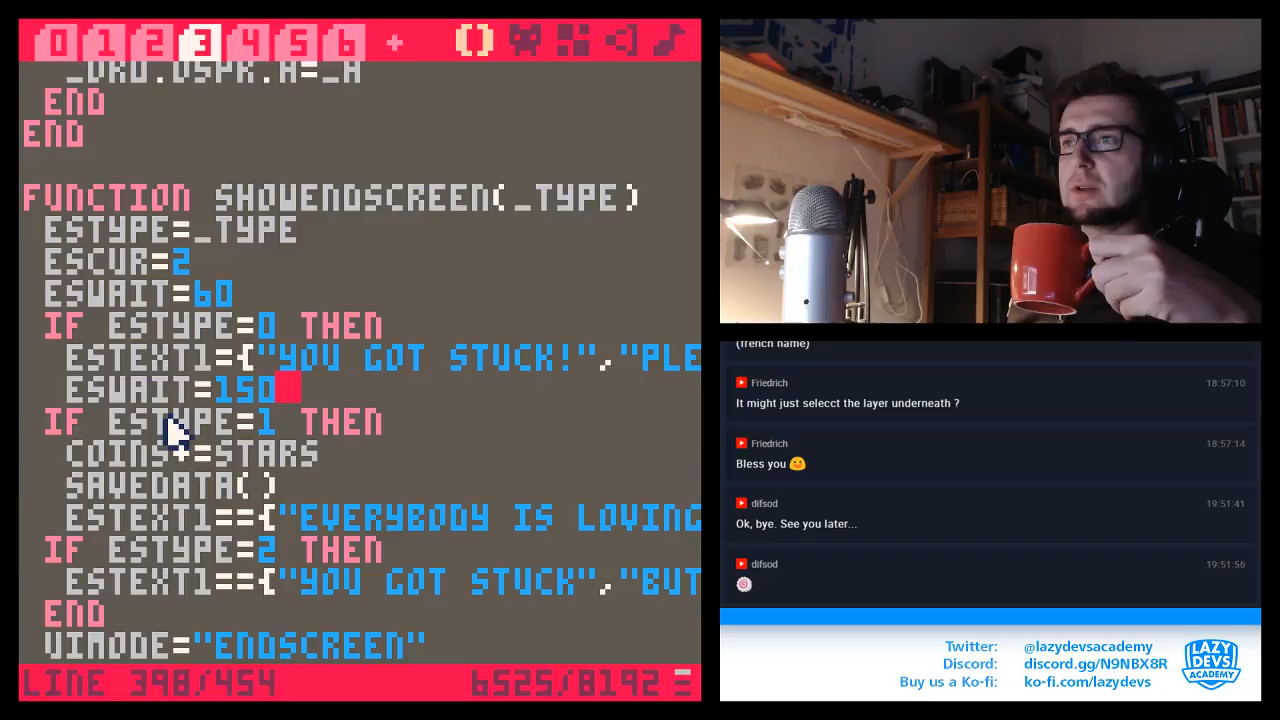 0 1 2 3 4 5 6 +
_DRO.DSPR.A=_A
END
END
FUNCTION SHOWENDSCREEN(_TYPE)
ESTYPE=_TYPE
ESCUR=2
ESWAIT=60
IF ESTYPE=0 THEN
ESTEXT1={"YOU GOT STUCK!","PLE
ESWAIT=150
IF ESTYPE=1 THEN
COINS+=STARS
SAVEDATA()
ESTEXT1=={"EVERYBODY IS LOVING
IF ESTYPE=2 THEN
ESTEXT1=={"YOU GOT STUCK","BUT
END
VIMODE="ENDSCREEN"
LINE 398/454 6525/8192
(french name)
Friedrich 18:57:10
It might just selecct the layer underneath ?
Friedrich 18:57:14
Bless you
difsod 19:51:41
Ok, bye. See you later...
difsod 19:51:56
Twitter: @lazydevsacademy
Discord: discord.gg/N9NBX8R
Buy us a Ko-fi: ko-fi.com/lazydevs
LAZY
DEVS
ACADEMY